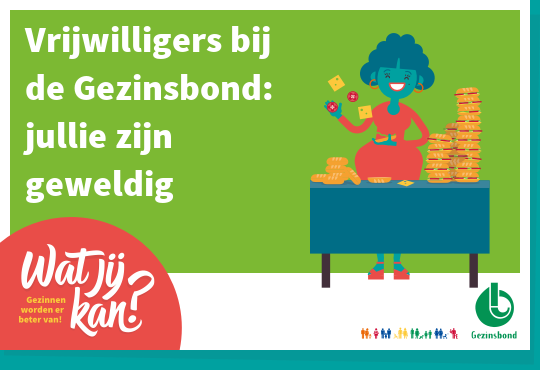 Vrijwilligers bij
de Gezinsbond:
jullie zijn
geweldig
Wat jij
kan?
Gezinnen
worden er
beter van!
Gezinsbond